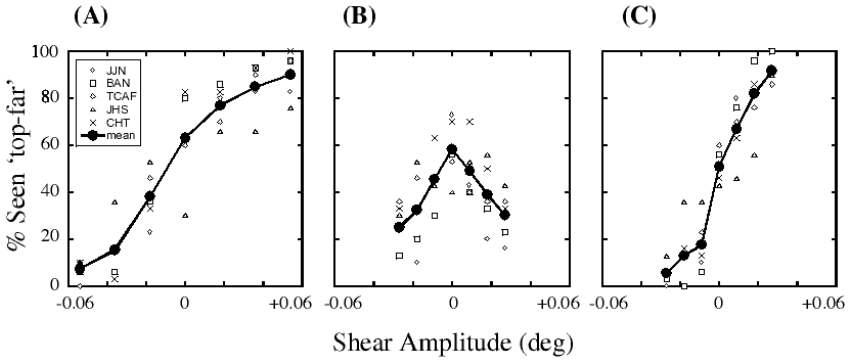 (A) (B) (C)
100
80
60
40
20
0
% Seen 'top-far'
JJN
BAN
TCAF
JHS
CHT
mean
-0.06 0 +0.06 -0.06 0 +0.06 -0.06 0 +0.06
Shear Amplitude (deg)